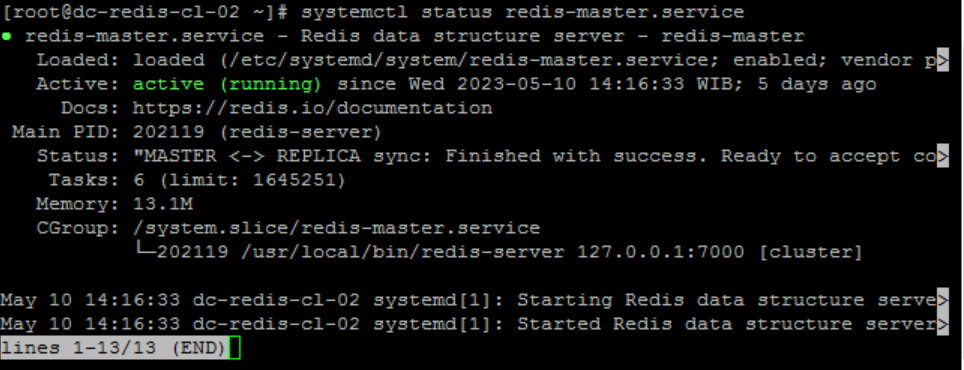 [root@dc-redis-cl-02 ~]# systemctl status redis-master.service
● redis-master.service - Redis data structure server - redis-master
Loaded: loaded (/etc/systemd/system/redis-master.service; enabled; vendor p>
Active: active (running) since Wed 2023-05-10 14:16:33 WIB; 5 days ago
Docs: https://redis.io/documentation
Main PID: 202119 (redis-server)
Status: "MASTER <-> REPLICA sync: Finished with success. Ready to accept co>
Tasks: 6 (limit: 1645251)
Memory: 13.1M
CGroup: /system.slice/redis-master.service
└─202119 /usr/local/bin/redis-server 127.0.0.1:7000 [cluster]
May 10 14:16:33 dc-redis-cl-02 systemd[1]: Starting Redis data structure serve>
May 10 14:16:33 dc-redis-cl-02 systemd[1]: Started Redis data structure server>
lines 1-13/13 (END)